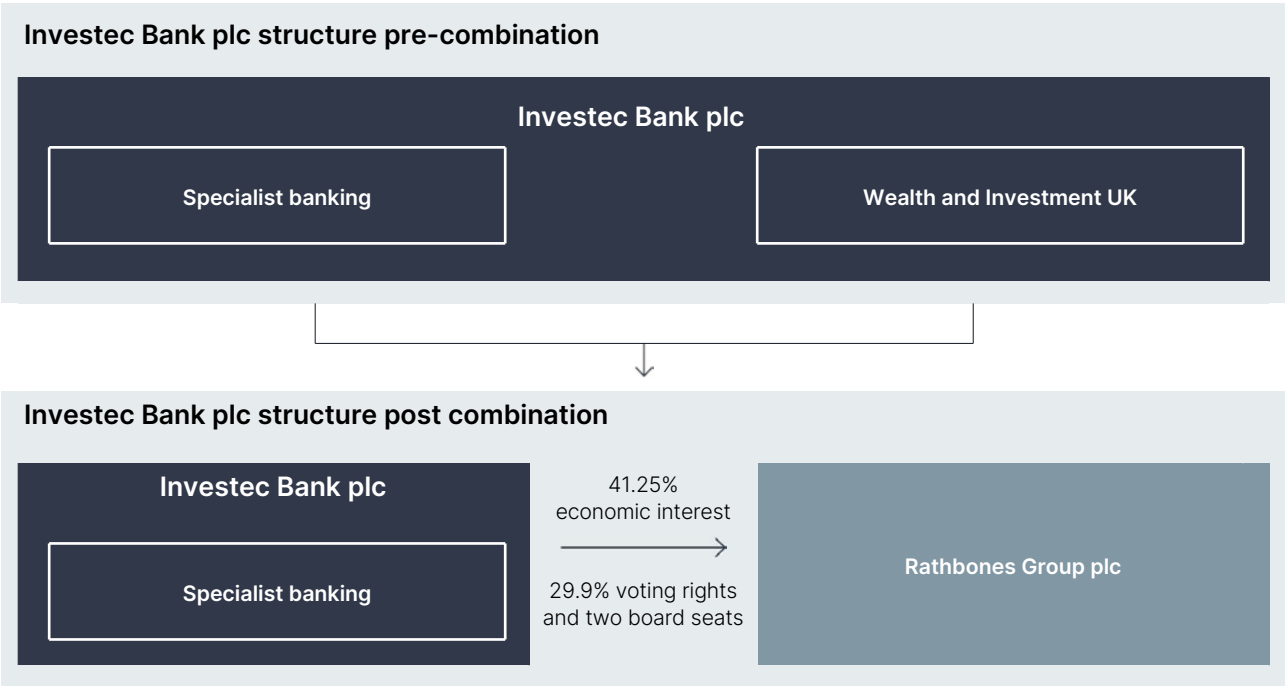 Investec Bank plc structure pre-combination
Investec Bank plc
Specialist banking
Wealth and Investment UK
Investec Bank plc structure post combination
Investec Bank plc
Specialist banking
41.25%
economic interest
29.9% voting rights
and two board seats
Rathbones Group plc